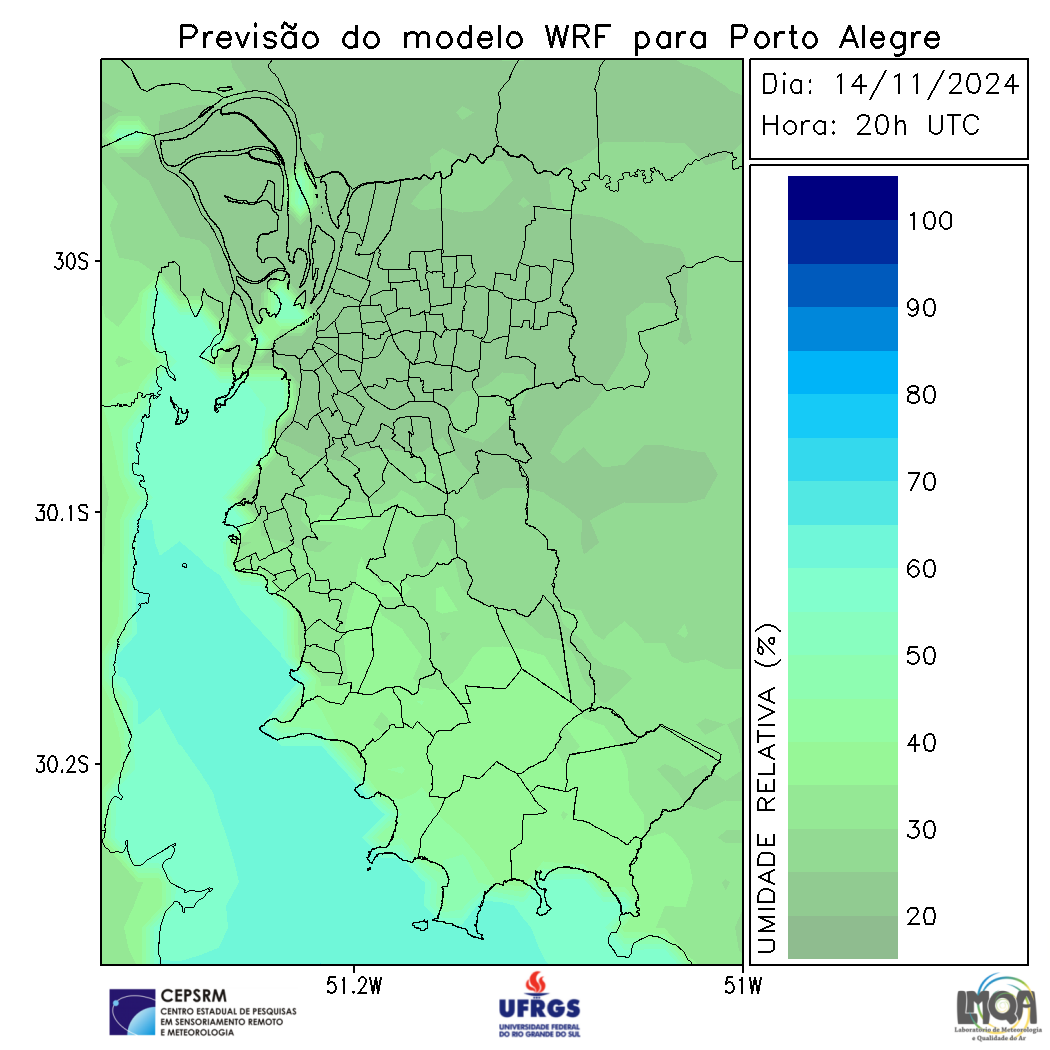 Previsão do modelo WRF para Porto Alegre
Dia: 14/11/2024
Hora: 20h UTC
30S
30.1S
30.2S
51.2W
51W
UMIDADE RELATIVA (%)
100
90
80
70
60
50
40
30
20
CEPSRM
CENTRO ESTADUAL DE PESQUISAS
EM SENSORIAMENTO REMOTO
E METEOROLOGIA
UFRGS
UNIVERSIDADE FEDERAL
DO RIO GRANDE DO SUL
LMQA
Laboratório de Meteorologia
e Qualidade do Ar